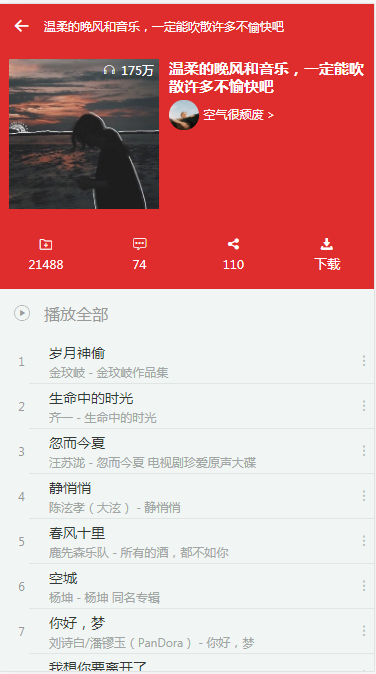 温柔的晚风和音乐，一定能吹散许多不愉快吧
175万
温柔的晚风和音乐，一定能吹
散许多不愉快吧
空气很颓废 >
21488
74
110
下载
播放全部
1
岁月神偷
金玟岐 - 金玟岐作品集
2
生命中的时光
齐一 - 生命中的时光
3
忽而今夏
汪苏泷 - 忽而今夏 电视剧珍爱原声大碟
4
静悄悄
陈泫孝（大泫） - 静悄悄
5
春风十里
鹿先森乐队 - 所有的酒，都不如你
6
空城
杨坤 - 杨坤 同名专辑
7
你好，梦
刘诗白/潘镠玉（PanDora） - 你好，梦
我想你要离开了